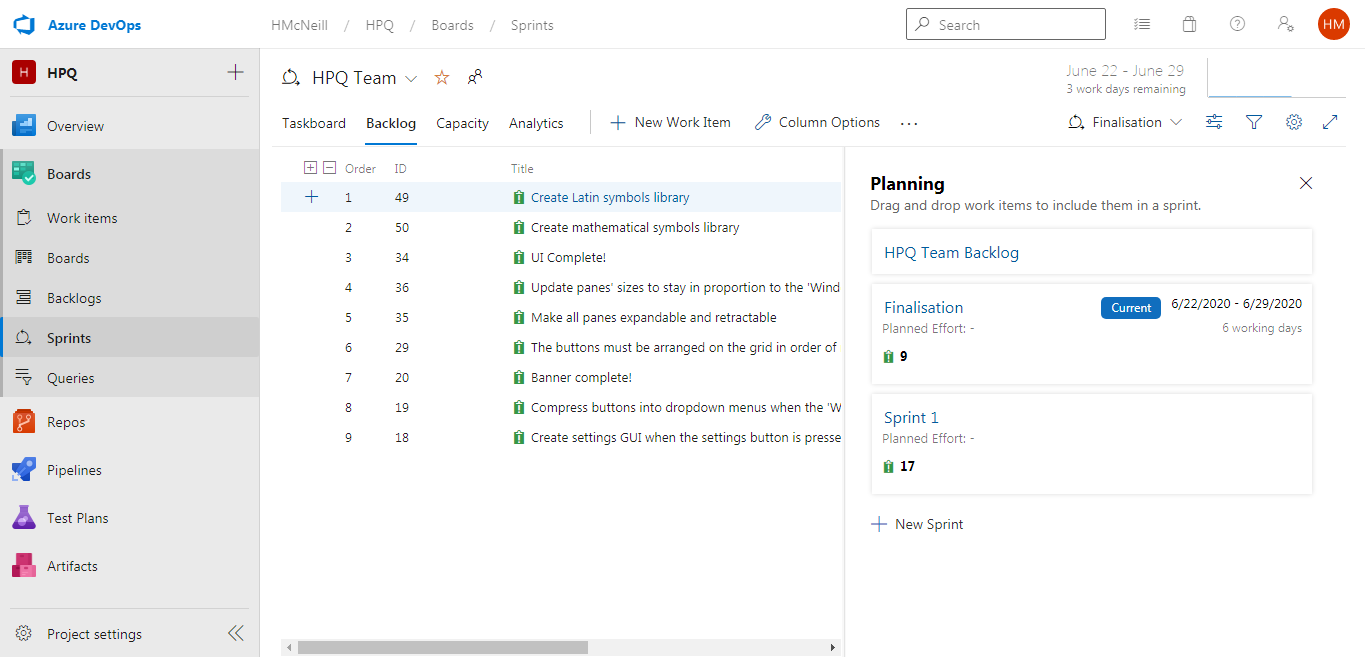 Azure DevOps
HMcNeill / HPQ / Boards / Sprints
Search
HM
H HPQ
Overview
Boards
Work items
Boards
Backlogs
Sprints
Queries
Repos
Pipelines
Test Plans
Artifacts
Project settings
HPQ Team
June 22 - June 29
3 work days remaining
Taskboard Backlog Capacity Analytics New Work Item Column Options ...
Finalisation
Order ID Title
1 49 Create Latin symbols library
2 50 Create mathematical symbols library
3 34 UI Complete!
4 36 Update panes' sizes to stay in proportion to the 'Wind
5 35 Make all panes expandable and retractable
6 29 The buttons must be arranged on the grid in order of
7 20 Banner complete!
8 19 Compress buttons into dropdown menus when the 'W
9 18 Create settings GUI when the settings button is presse
Planning
Drag and drop work items to include them in a sprint.
HPQ Team Backlog
Finalisation Current 6/22/2020 - 6/29/2020
Planned Effort: - 6 working days
9
Sprint 1
Planned Effort: -
17
New Sprint